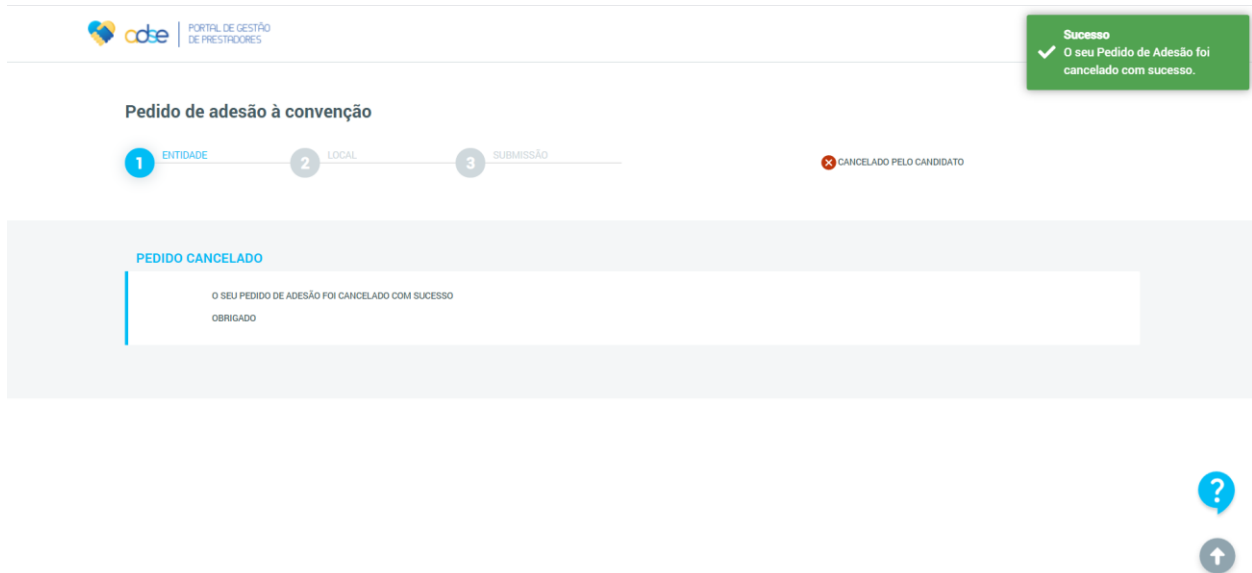 adse
PORTAL DE GESTÃO
DE PRESTADORES
Sucesso
O seu Pedido de Adesão foi
cancelado com sucesso.
Pedido de adesão à convenção
1 ENTIDADE 2 LOCAL 3 SUBMISSÃO CANCELADO PELO CANDIDATO
PEDIDO CANCELADO
O SEU PEDIDO DE ADESÃO FOI CANCELADO COM SUCESSO
OBRIGADO
?